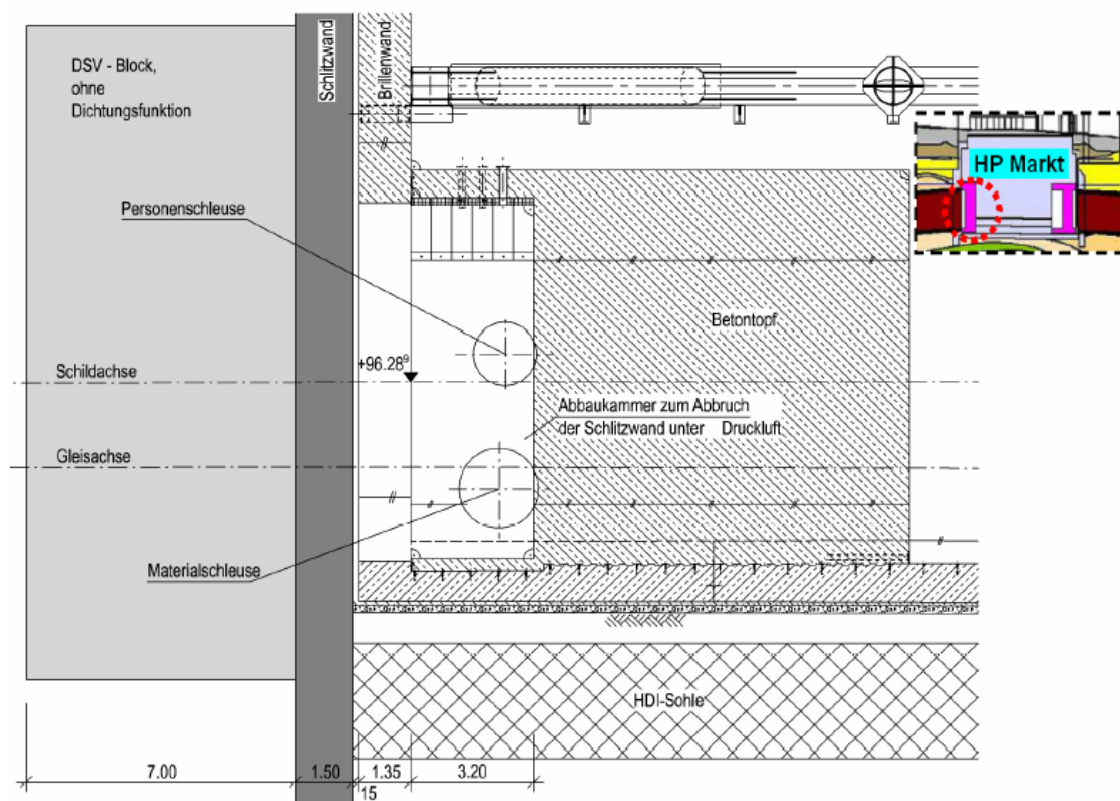 DSV - Block,
ohne
Dichtungsfunktion
Schlitzwand
Brillenwand
HP Markt
Personenschleuse
Betontopf
+96.28⁹
Schildachse
Abbaukammer zum Abbruch
der Schlitzwand unter Druckluft
Gleisachse
Materialschleuse
HDI-Sohle
7.00
1.50
1.35
3.20
15